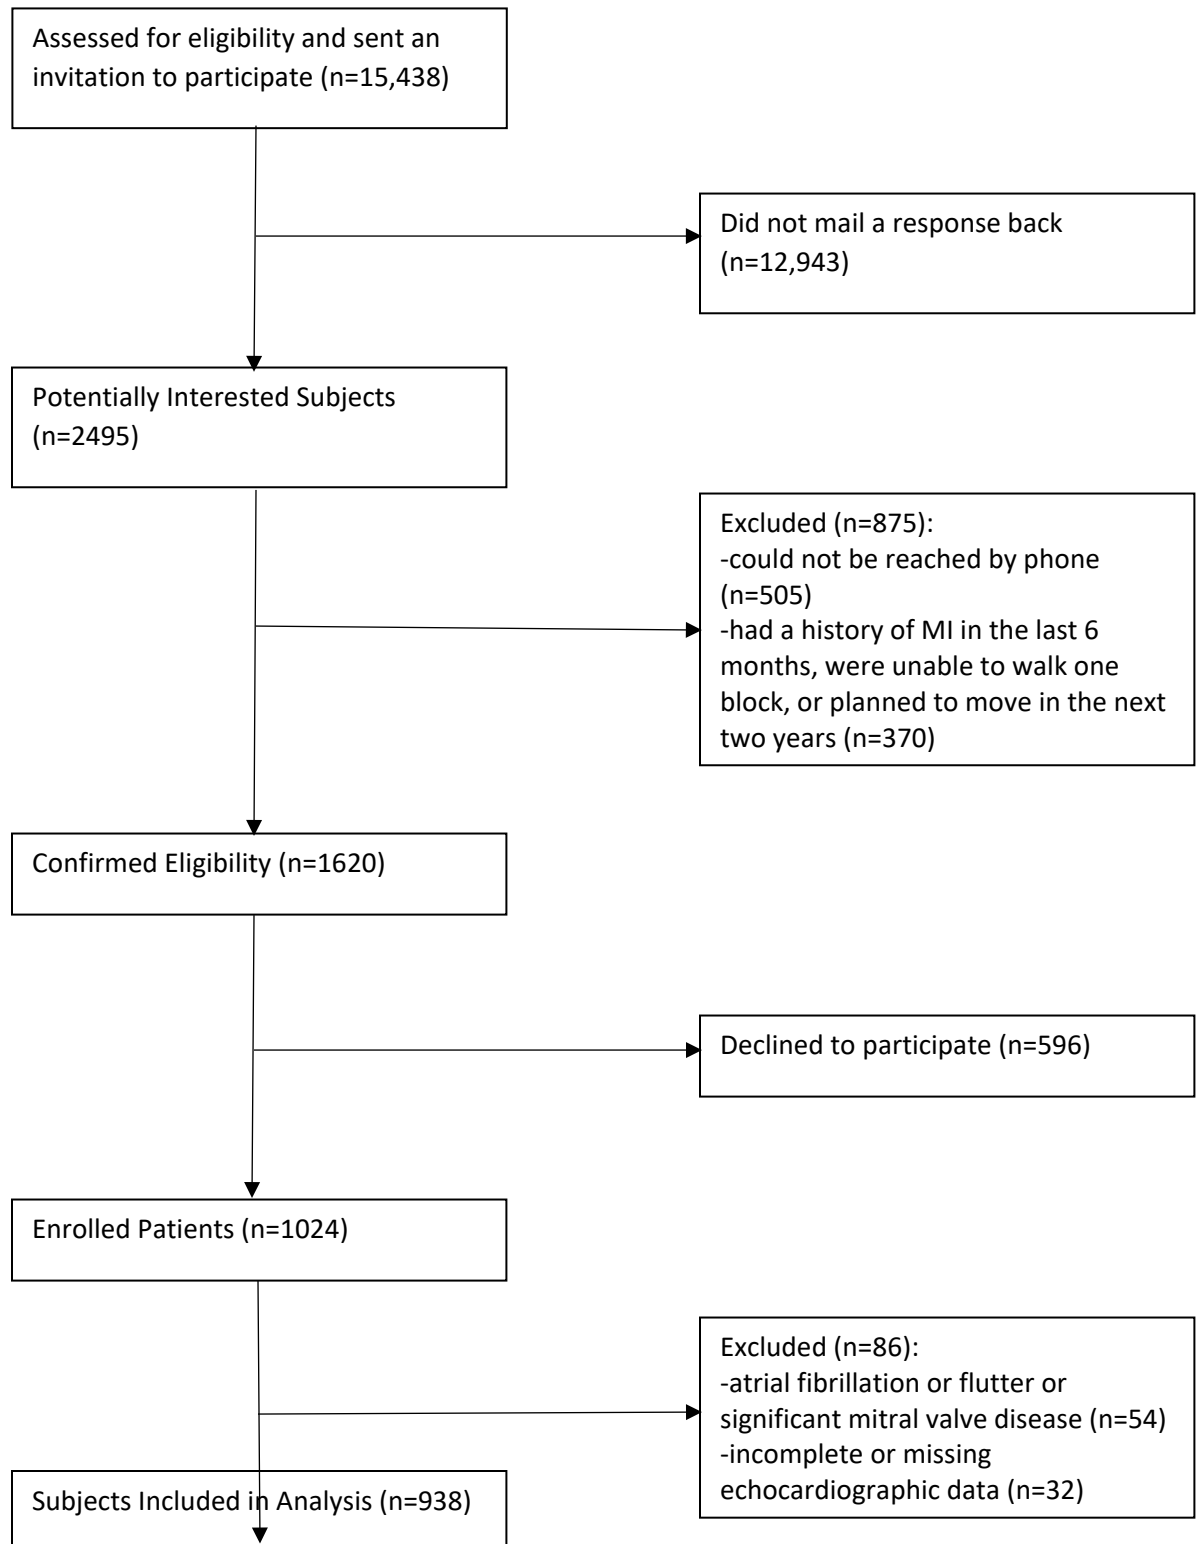 Assessed for eligibility and sent an
invitation to participate (n=15,438)
Did not mail a response back
(n=12,943)
Potentially Interested Subjects
(n=2495)
Excluded (n=875):
-could not be reached by phone
(n=505)
-had a history of MI in the last 6
months, were unable to walk one
block, or planned to move in the next
two years (n=370)
Confirmed Eligibility (n=1620)
Declined to participate (n=596)
Enrolled Patients (n=1024)
Excluded (n=86):
-atrial fibrillation or flutter or
significant mitral valve disease (n=54)
-incomplete or missing
echocardiographic data (n=32)
Subjects Included in Analysis (n=938)